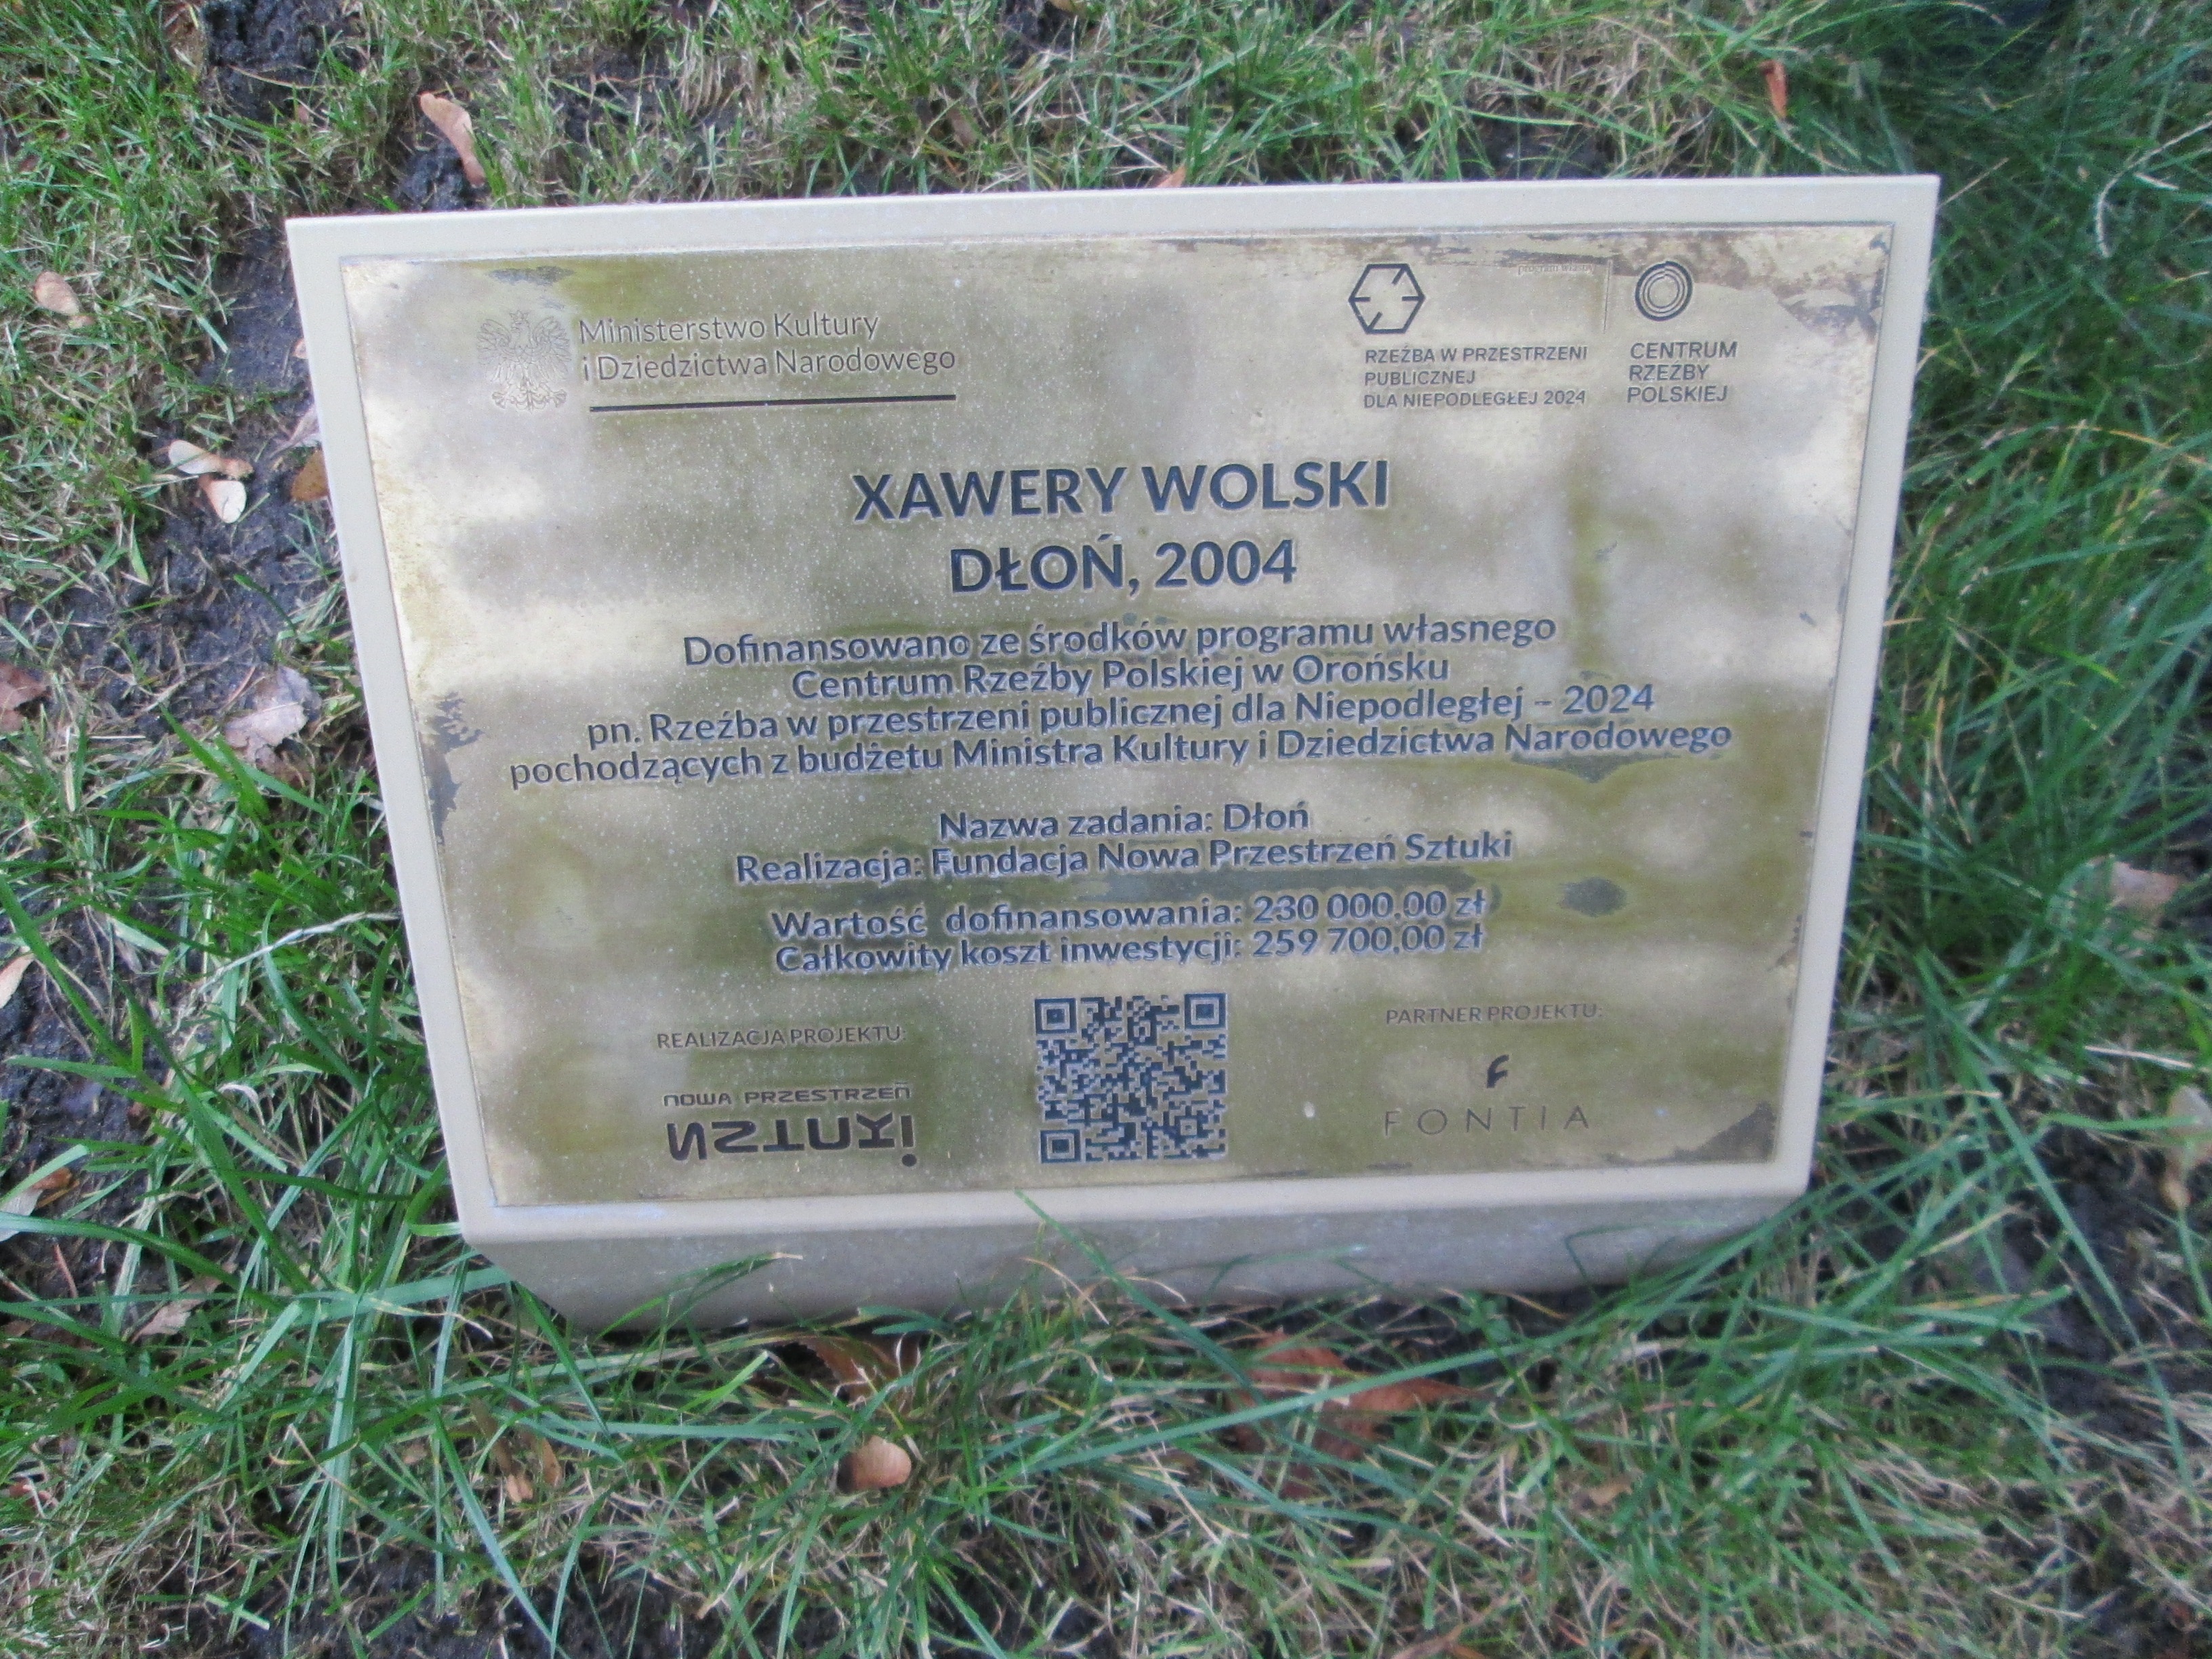 Ministerstwo Kultury
i Dziedzictwa Narodowego
program własny
RZEŹBA W PRZESTRZENI
PUBLICZNEJ
DLA NIEPODLEGŁEJ 2024
CENTRUM
RZEŹBY
POLSKIEJ
XAWERY WOLSKI
DŁOŃ, 2004
Dofinansowano ze środków programu własnego
Centrum Rzeźby Polskiej w Orońsku
pn. Rzeźba w przestrzeni publicznej dla Niepodległej – 2024
pochodzących z budżetu Ministra Kultury i Dziedzictwa Narodowego
Nazwa zadania: Dłoń
Realizacja: Fundacja Nowa Przestrzeń Sztuki
Wartość dofinansowania: 230 000,00 zł
Całkowity koszt inwestycji: 259 700,00 zł
REALIZACJA PROJEKTU:
NOWA PRZESTRZEŃ
SZTUKI
PARTNER PROJEKTU:
FONTIA